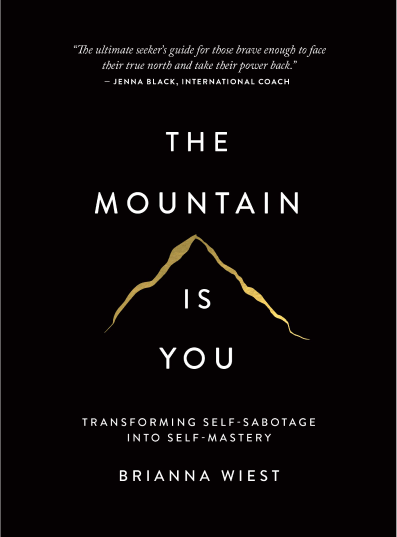 “The ultimate seeker’s guide for those brave enough to face
their true north and take their power back.”
– JENNA BLACK, INTERNATIONAL COACH
THE
MOUNTAIN
IS
YOU
TRANSFORMING SELF-SABOTAGE
INTO SELF-MASTERY
BRIANNA WIEST